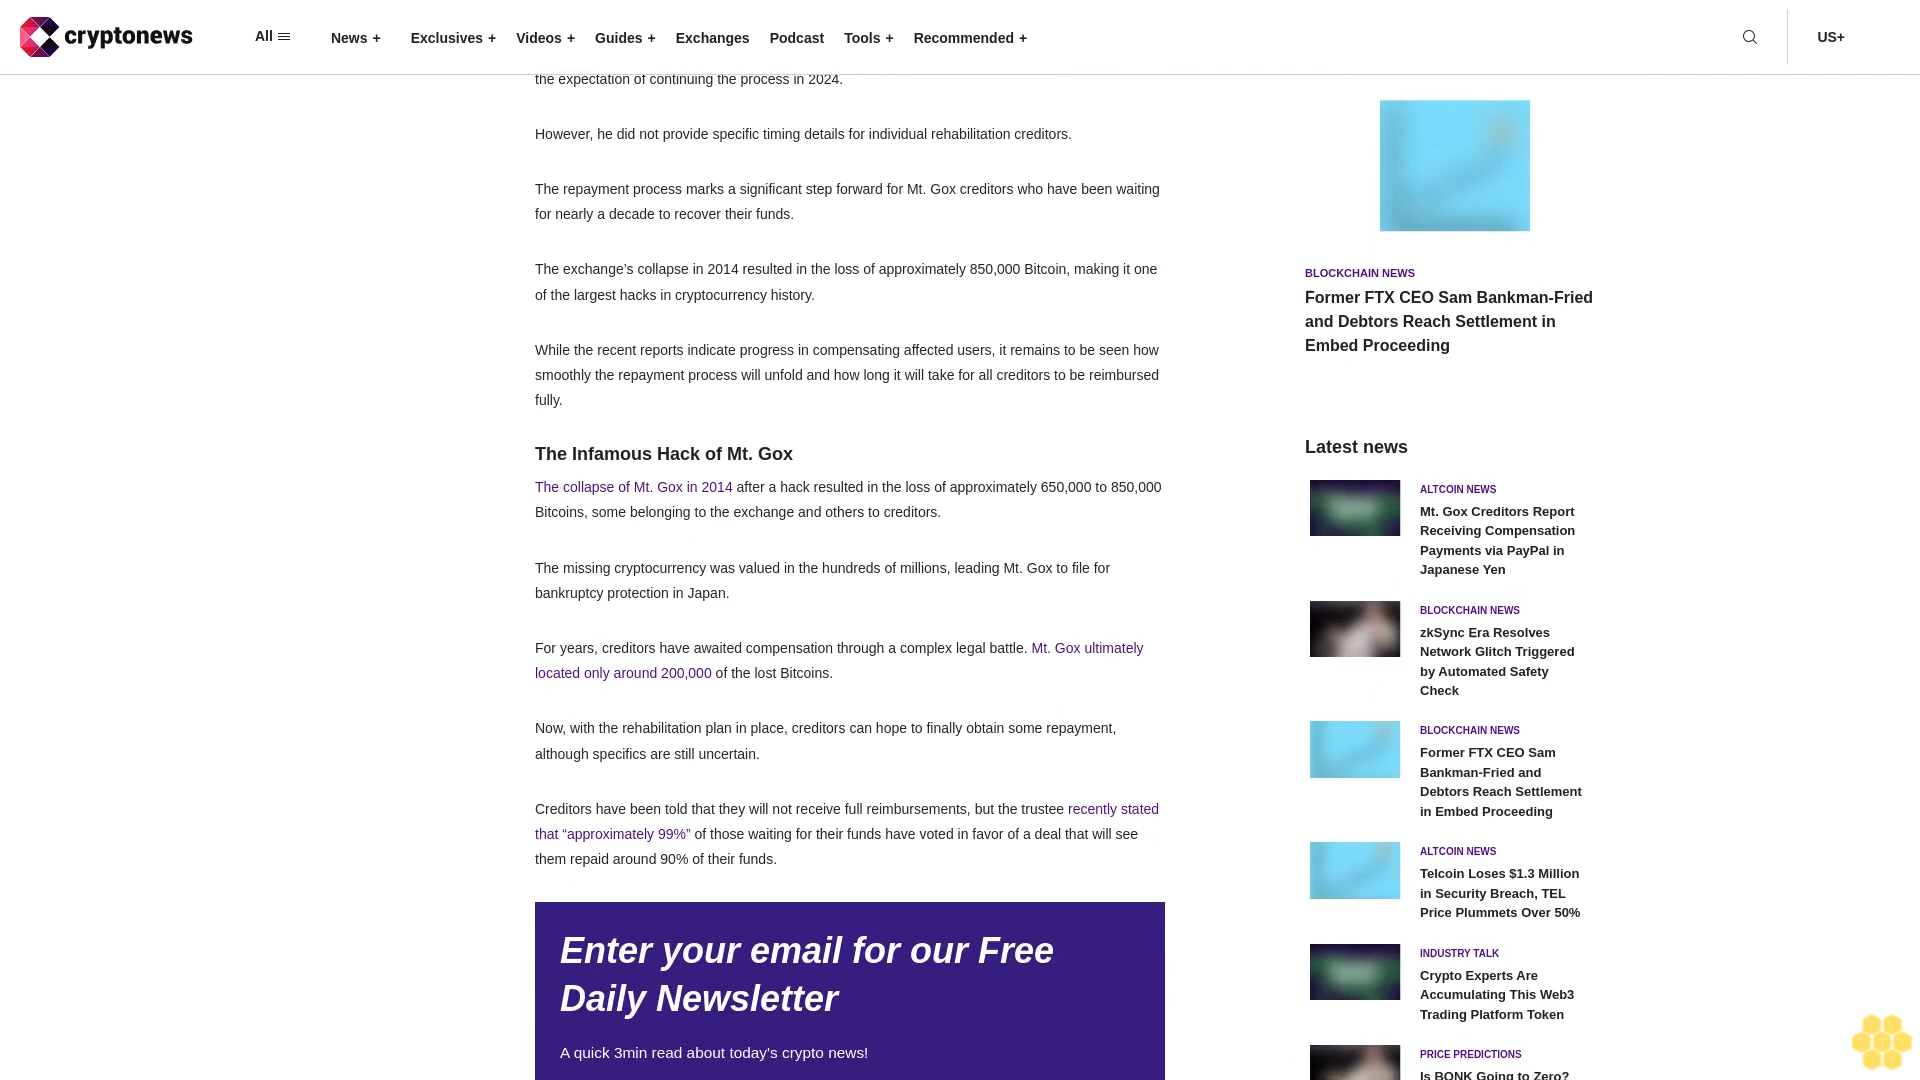 cryptonews
All
News +
Exclusives +
Videos +
Guides +
Exchanges
Podcast
Tools +
Recommended +
US+
the expectation of continuing the process in 2024.
However, he did not provide specific timing details for individual rehabilitation creditors.
The repayment process marks a significant step forward for Mt. Gox creditors who have been waiting
for nearly a decade to recover their funds.
The exchange’s collapse in 2014 resulted in the loss of approximately 850,000 Bitcoin, making it one
of the largest hacks in cryptocurrency history.
While the recent reports indicate progress in compensating affected users, it remains to be seen how
smoothly the repayment process will unfold and how long it will take for all creditors to be reimbursed
fully.
The Infamous Hack of Mt. Gox
The collapse of Mt. Gox in 2014 after a hack resulted in the loss of approximately 650,000 to 850,000
Bitcoins, some belonging to the exchange and others to creditors.
The missing cryptocurrency was valued in the hundreds of millions, leading Mt. Gox to file for
bankruptcy protection in Japan.
For years, creditors have awaited compensation through a complex legal battle. Mt. Gox ultimately
located only around 200,000 of the lost Bitcoins.
Now, with the rehabilitation plan in place, creditors can hope to finally obtain some repayment,
although specifics are still uncertain.
Creditors have been told that they will not receive full reimbursements, but the trustee recently stated
that “approximately 99%” of those waiting for their funds have voted in favor of a deal that will see
them repaid around 90% of their funds.
Enter your email for our Free
Daily Newsletter
A quick 3min read about today's crypto news!
BLOCKCHAIN NEWS
Former FTX CEO Sam Bankman-Fried
and Debtors Reach Settlement in
Embed Proceeding
Latest news
ALTCOIN NEWS
Mt. Gox Creditors Report
Receiving Compensation
Payments via PayPal in
Japanese Yen
BLOCKCHAIN NEWS
zkSync Era Resolves
Network Glitch Triggered
by Automated Safety
Check
BLOCKCHAIN NEWS
Former FTX CEO Sam
Bankman-Fried and
Debtors Reach Settlement
in Embed Proceeding
ALTCOIN NEWS
Telcoin Loses $1.3 Million
in Security Breach, TEL
Price Plummets Over 50%
INDUSTRY TALK
Crypto Experts Are
Accumulating This Web3
Trading Platform Token
PRICE PREDICTIONS
Is BONK Going to Zero?